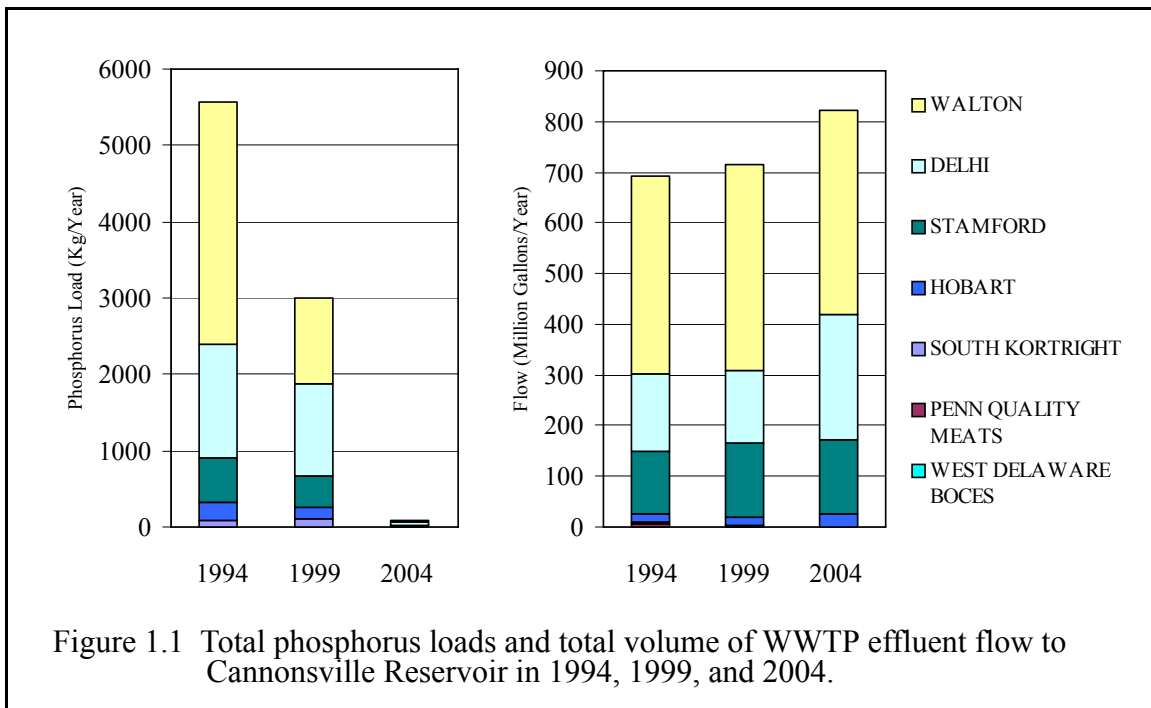 6000
5000
4000
3000
2000
1000
0
Phosphorus Load (Kg/Year)
1994 1999 2004
900
800
700
600
500
400
300
200
100
0
Flow (Million Gallons/Year)
1994 1999 2004
WALTON
DELHI
STAMFORD
HOBART
SOUTH KORTRIGHT
PENN QUALITY
MEATS
WEST DELAWARE
BOCES
Figure 1.1 Total phosphorus loads and total volume of WWTP effluent flow to
Cannonsville Reservoir in 1994, 1999, and 2004.